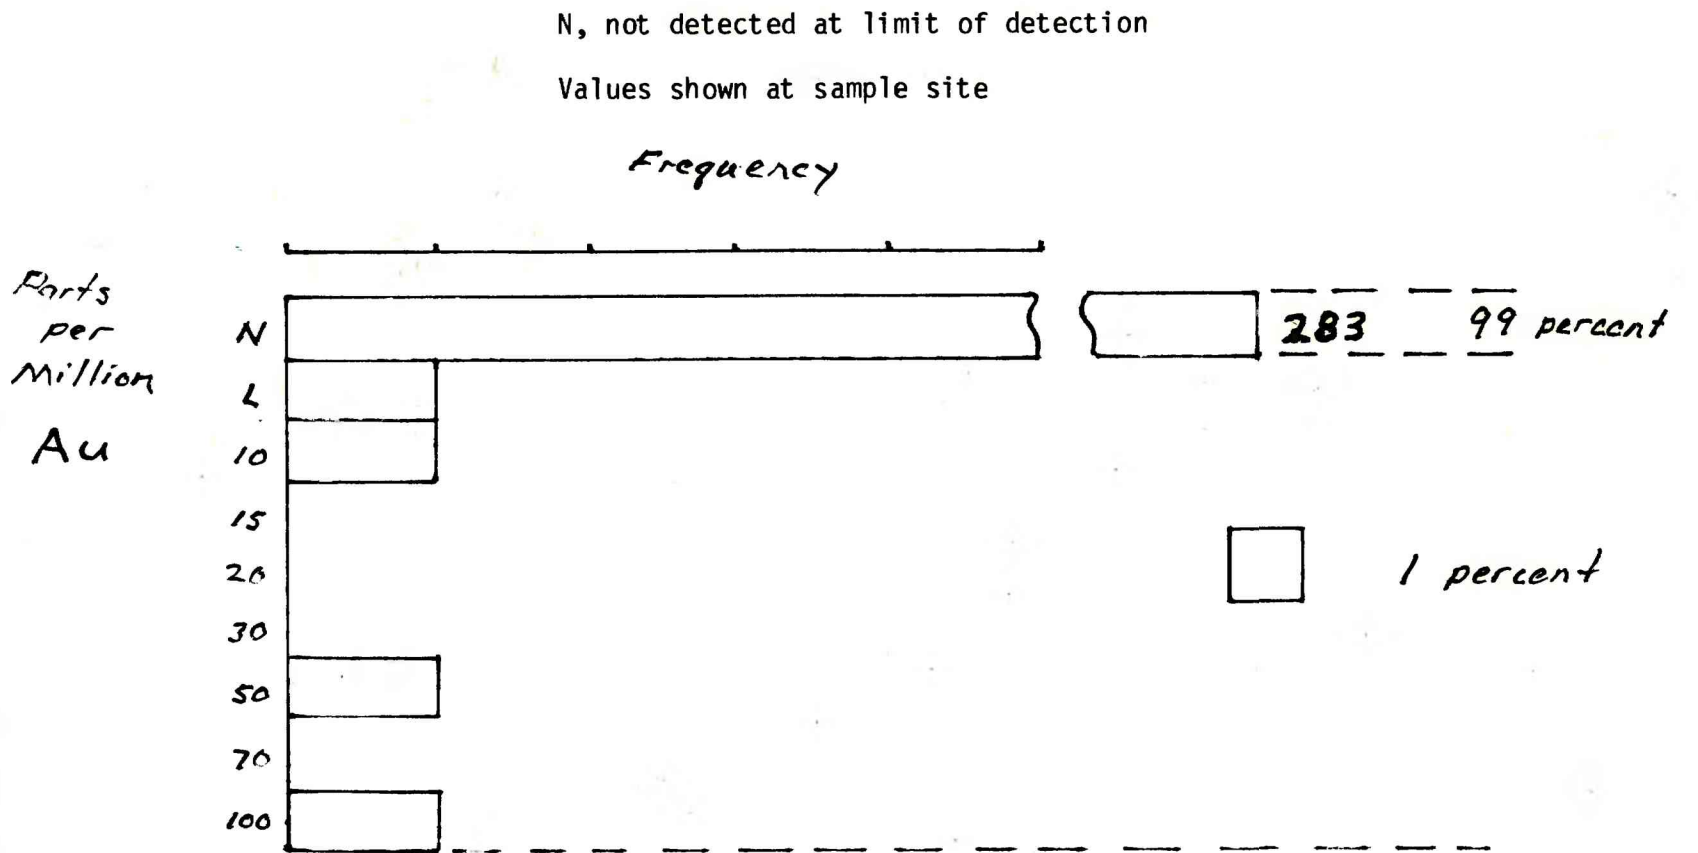 N, not detected at limit of detection
Values shown at sample site
Frequency
Parts
per
Million
Au
N
283
99 percent
L
10
15
20
30
50
70
100
1 percent